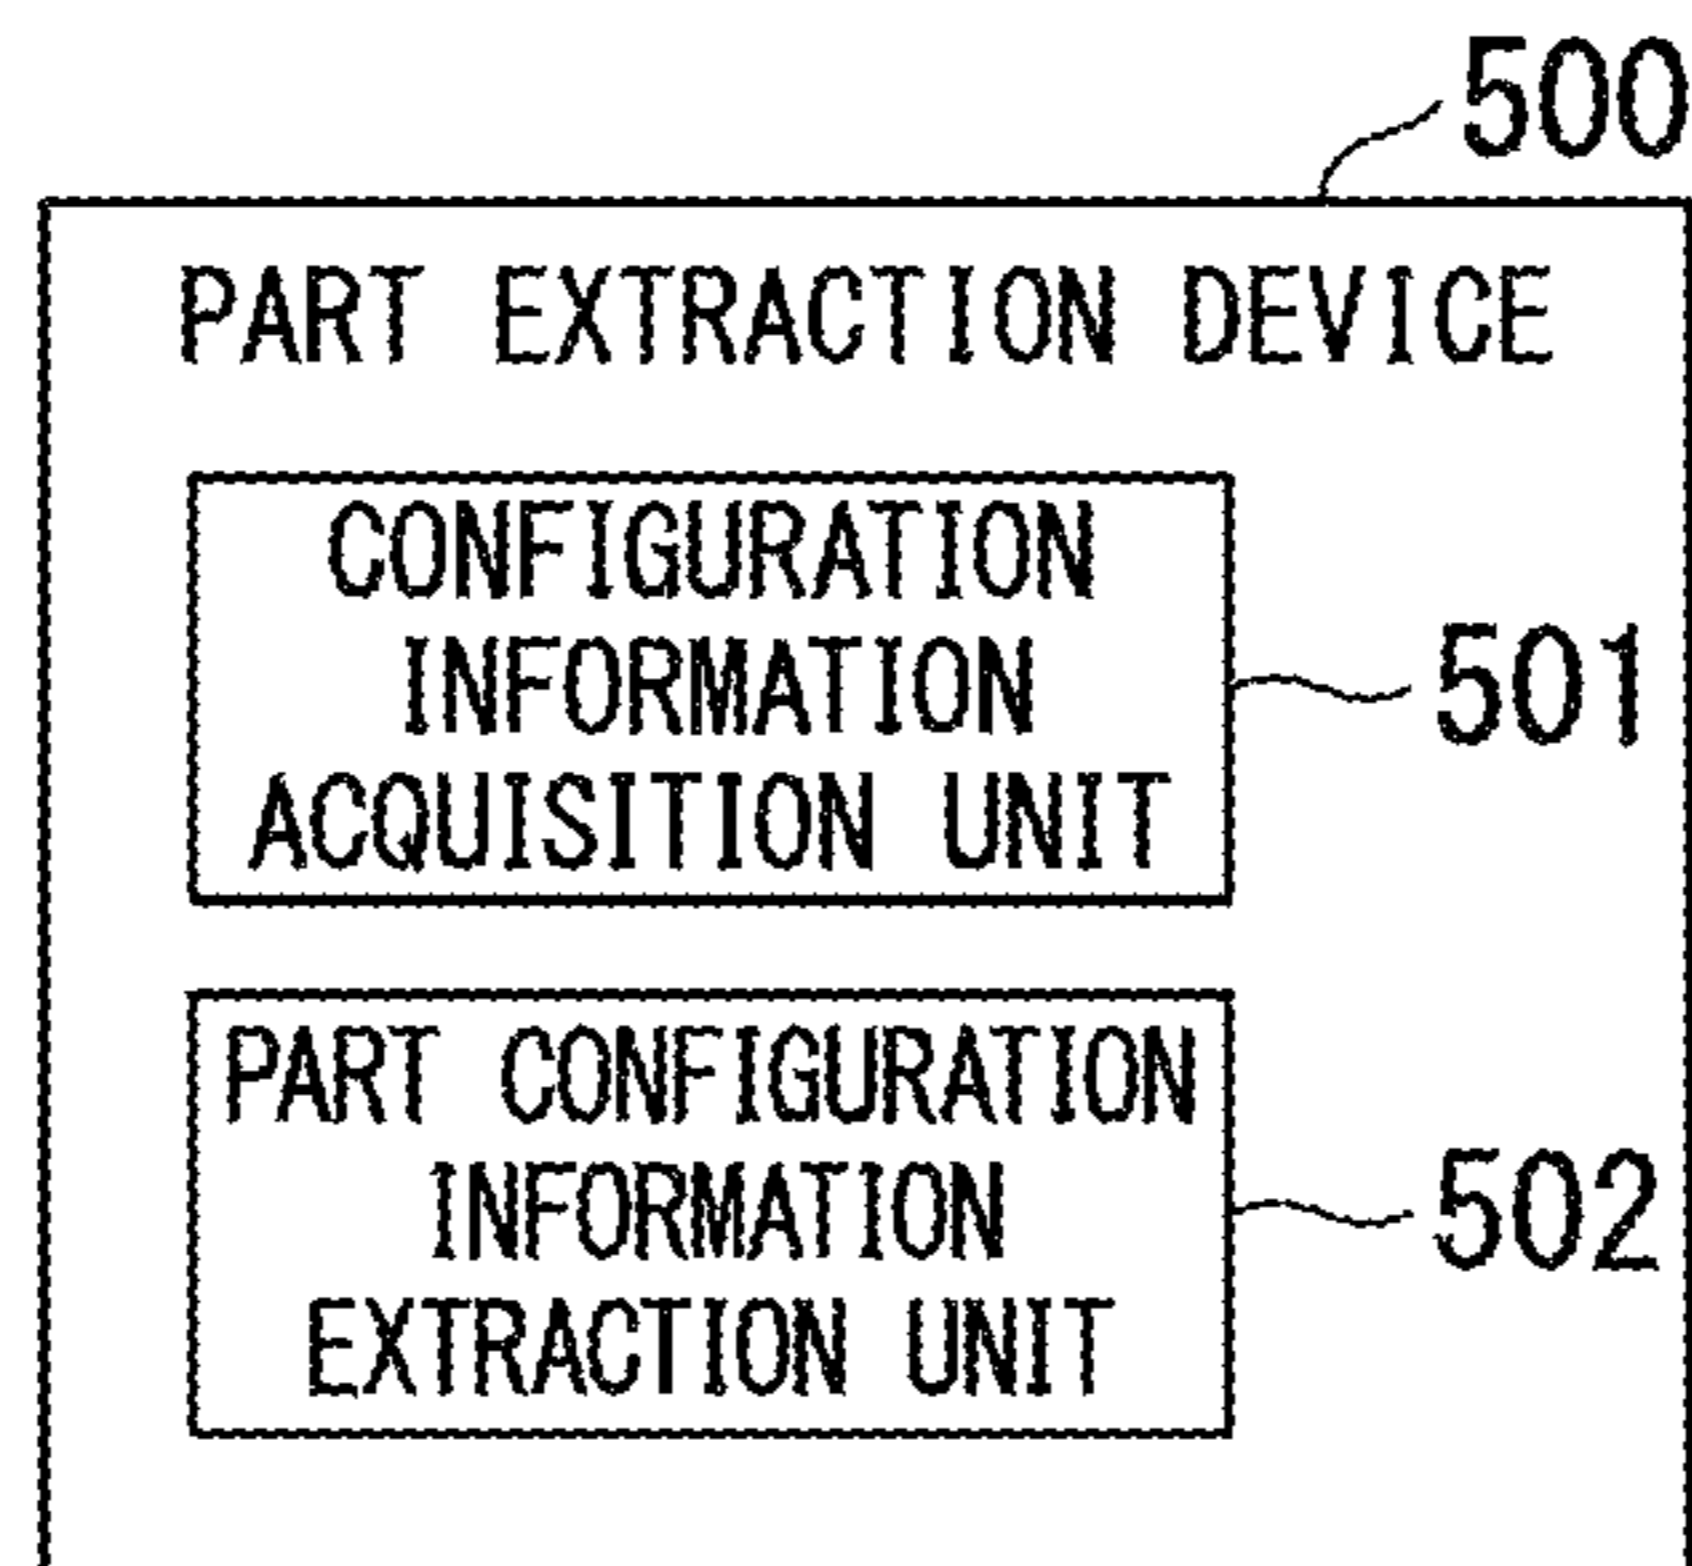 500
PART EXTRACTION DEVICE
CONFIGURATION
INFORMATION
ACQUISITION UNIT
501
PART CONFIGURATION
INFORMATION
EXTRACTION UNIT
502